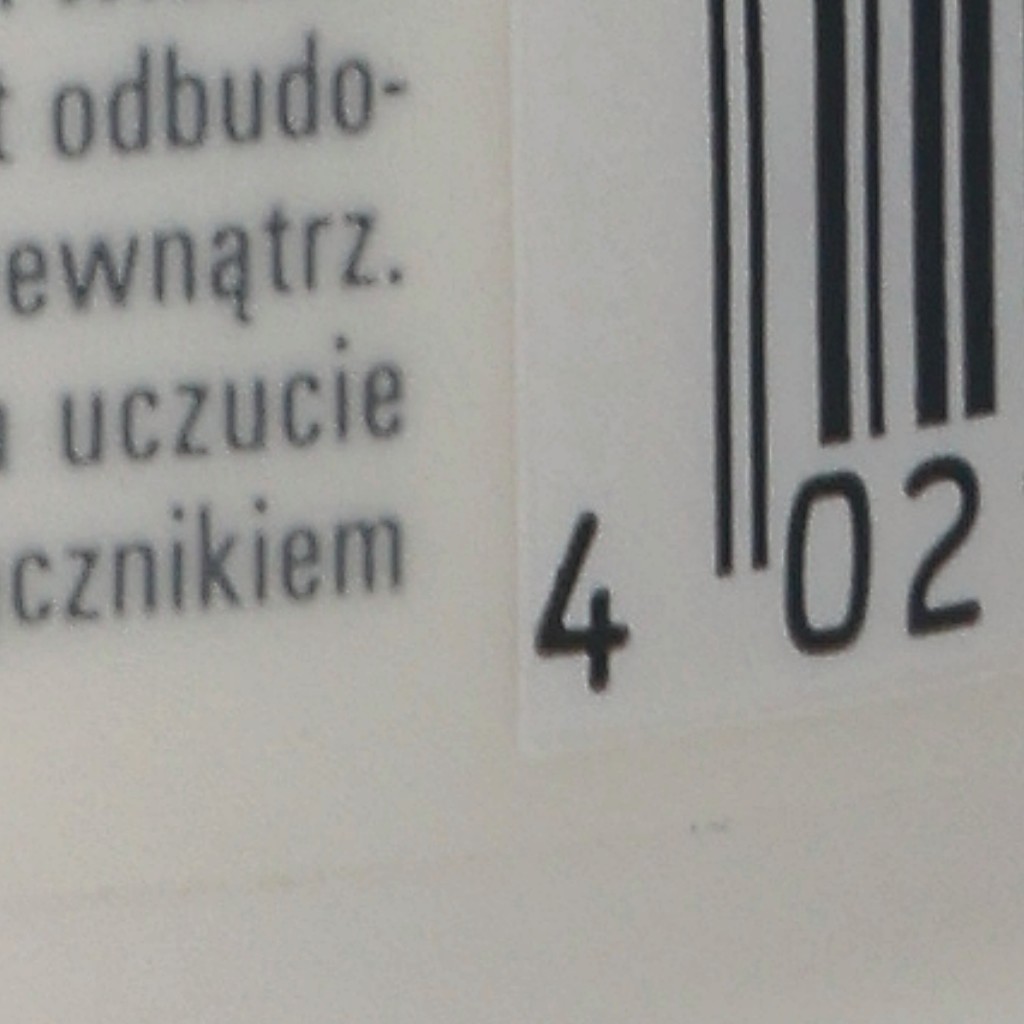 odbudo-
ewnątrz.
uczucie
cznikiem
4 02